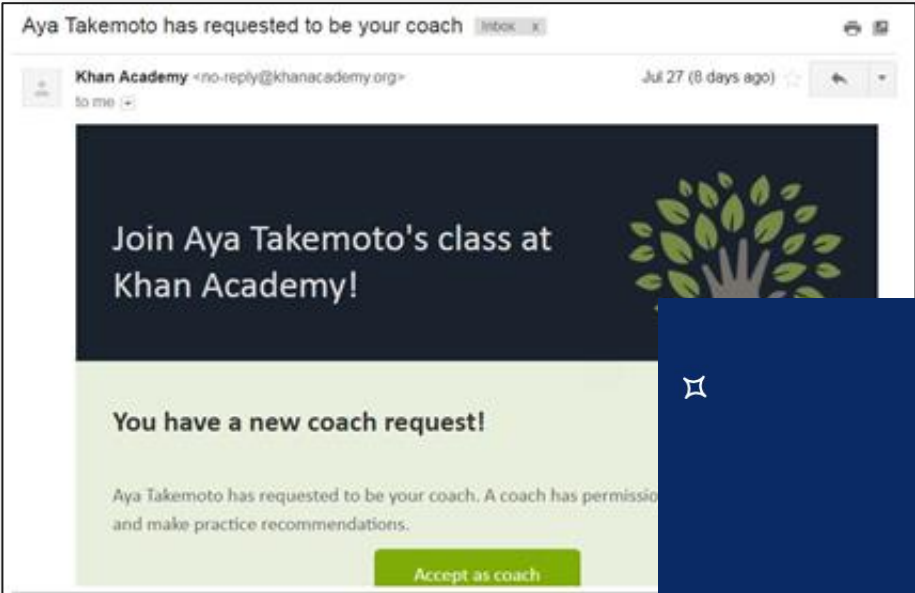 Aya Takemoto has requested to be your coach Inbox x
Khan Academy <no-reply@khanacademy.org> Jul 27 (8 days ago)
to me
Join Aya Takemoto's class at
Khan Academy!
You have a new coach request!
Aya Takemoto has requested to be your coach. A coach has
and make practice recommendations.
Accept as coach